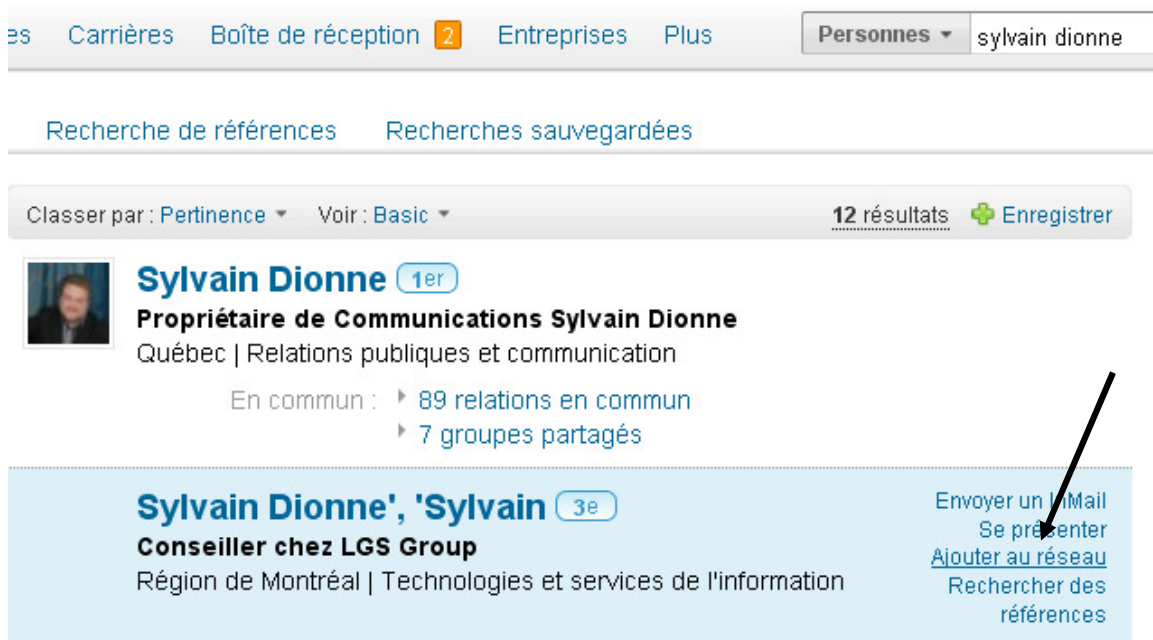 es Carrières Boîte de réception 2 Entreprises Plus Personnes sylvain dionne
Recherche de références Recherches sauvegardées
Classer par : Pertinence Voir : Basic 12 résultats Enregistrer
Sylvain Dionne 1er
Propriétaire de Communications Sylvain Dionne
Québec | Relations publiques et communication
En commun : 89 relations en commun
7 groupes partagés
Sylvain Dionne', 'Sylvain 3e
Conseiller chez LGS Group
Région de Montréal | Technologies et services de l'information
Envoyer un InMail
Se présenter
Ajouter au réseau
Rechercher des
références